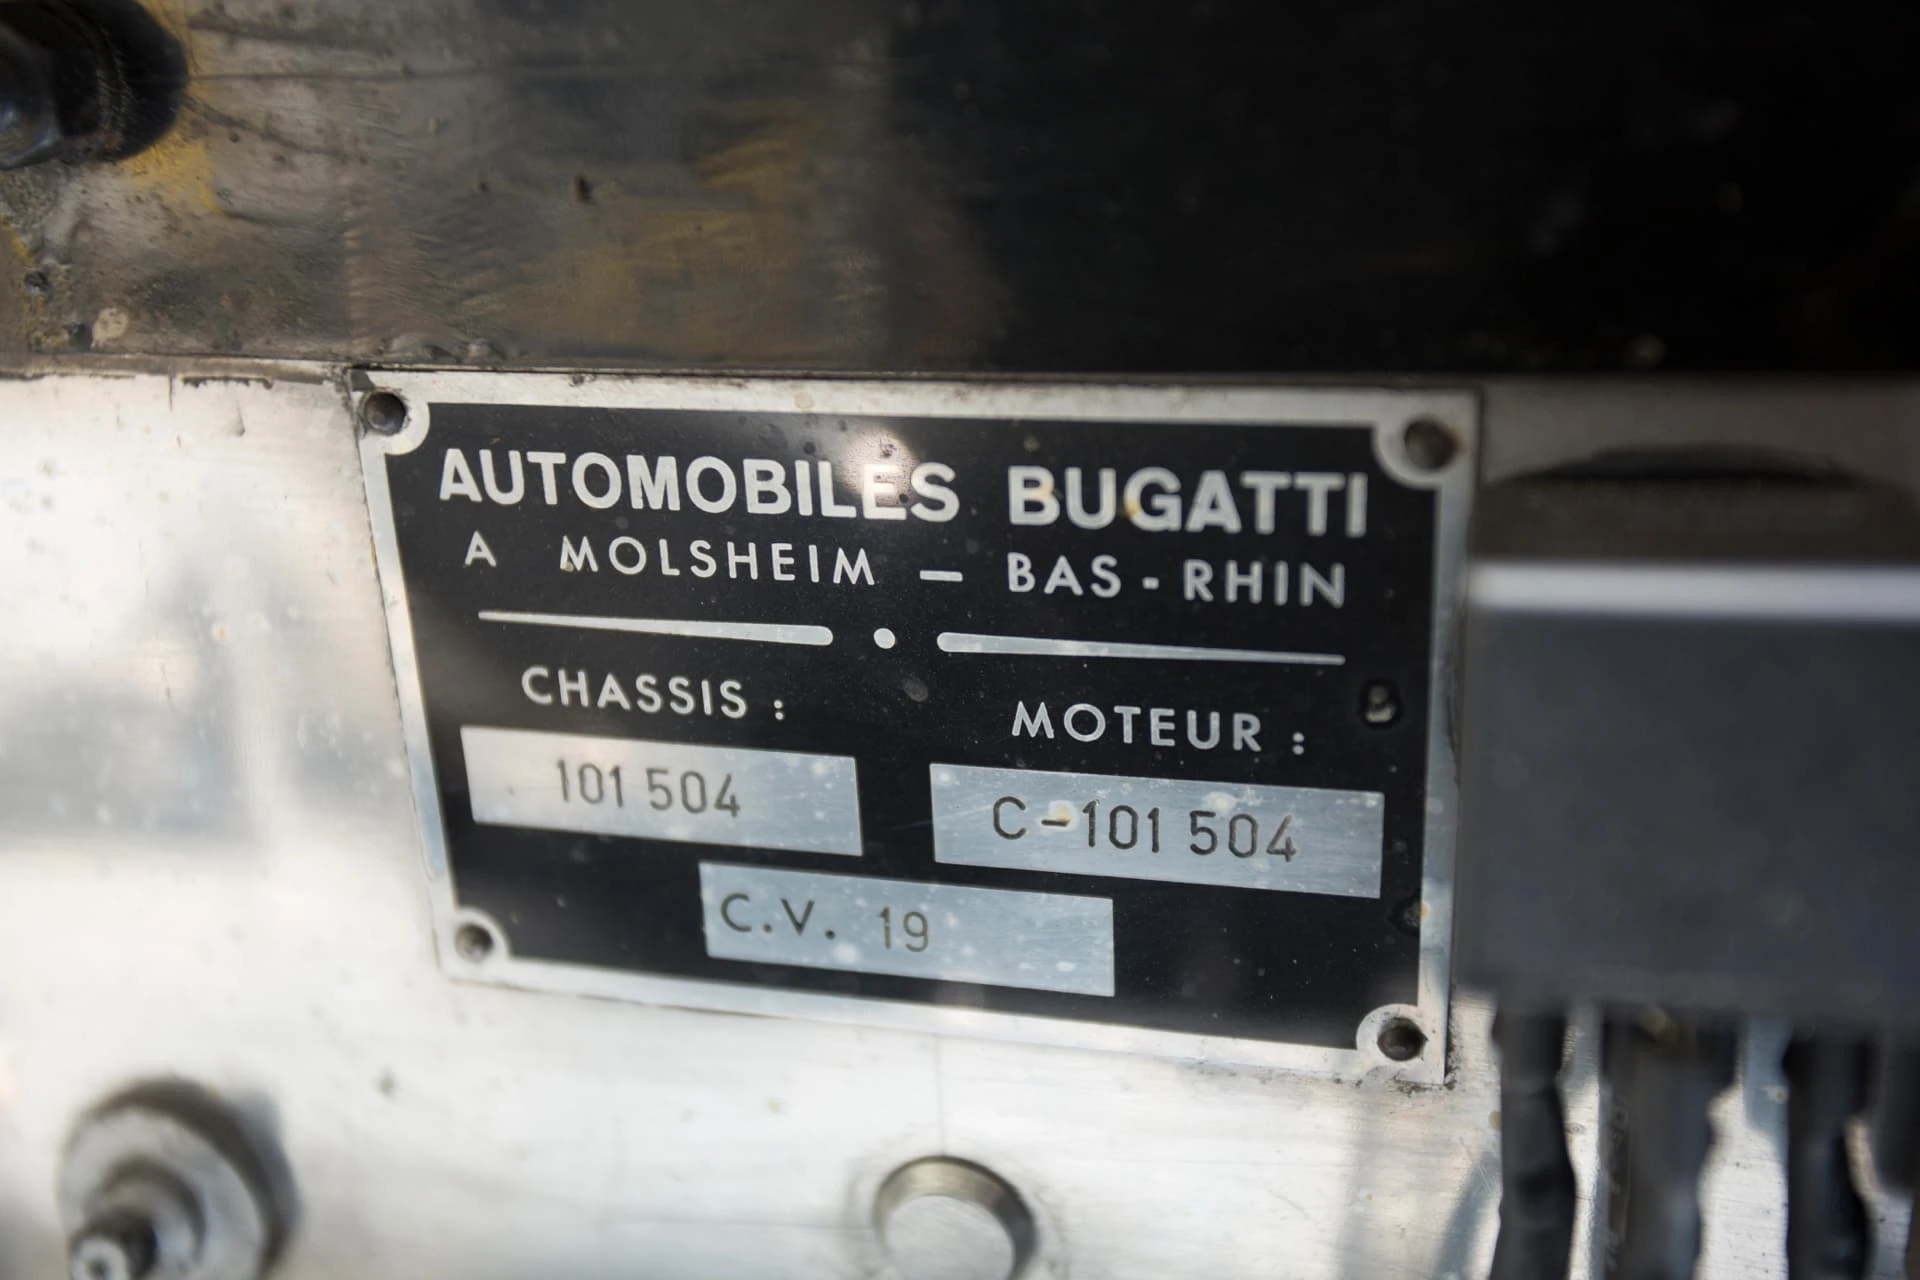 AUTOMOBILES BUGATTI
A MOLSHEIM — BAS-RHIN
CHASSIS : MOTEUR :
101 504 C-101 504
C.V. 19